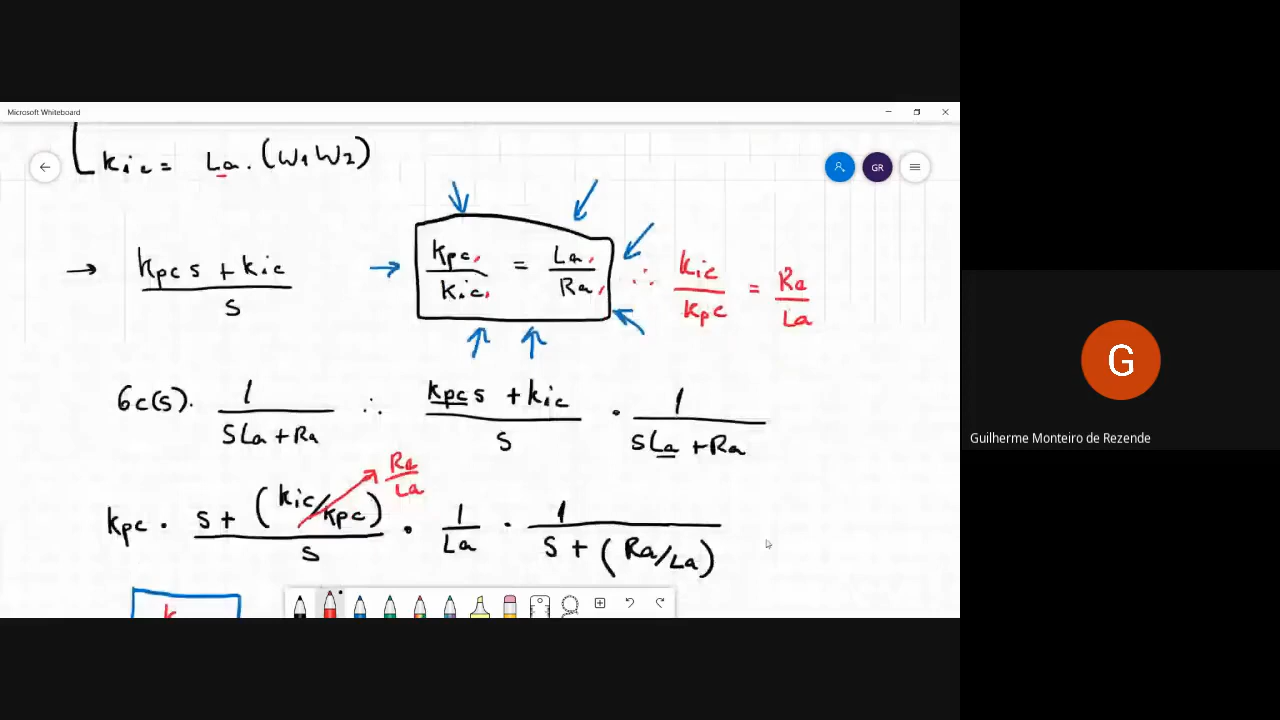 Microsoft Whiteboard
kic = La . (W1 W2)
GR
→ kpc s + kic / s
→ kpc / kic = La / Ra ∴ kic / kpc = Ra / La
Gc(s) . 1 / sLa + Ra ∴ kpc s + kic / s . 1 / sLa + Ra
Ra / La
kpc . s + (kic/kpc) / s . 1 / La . 1 / s + (Ra/La)
k
G
Guilherme Monteiro de Rezende